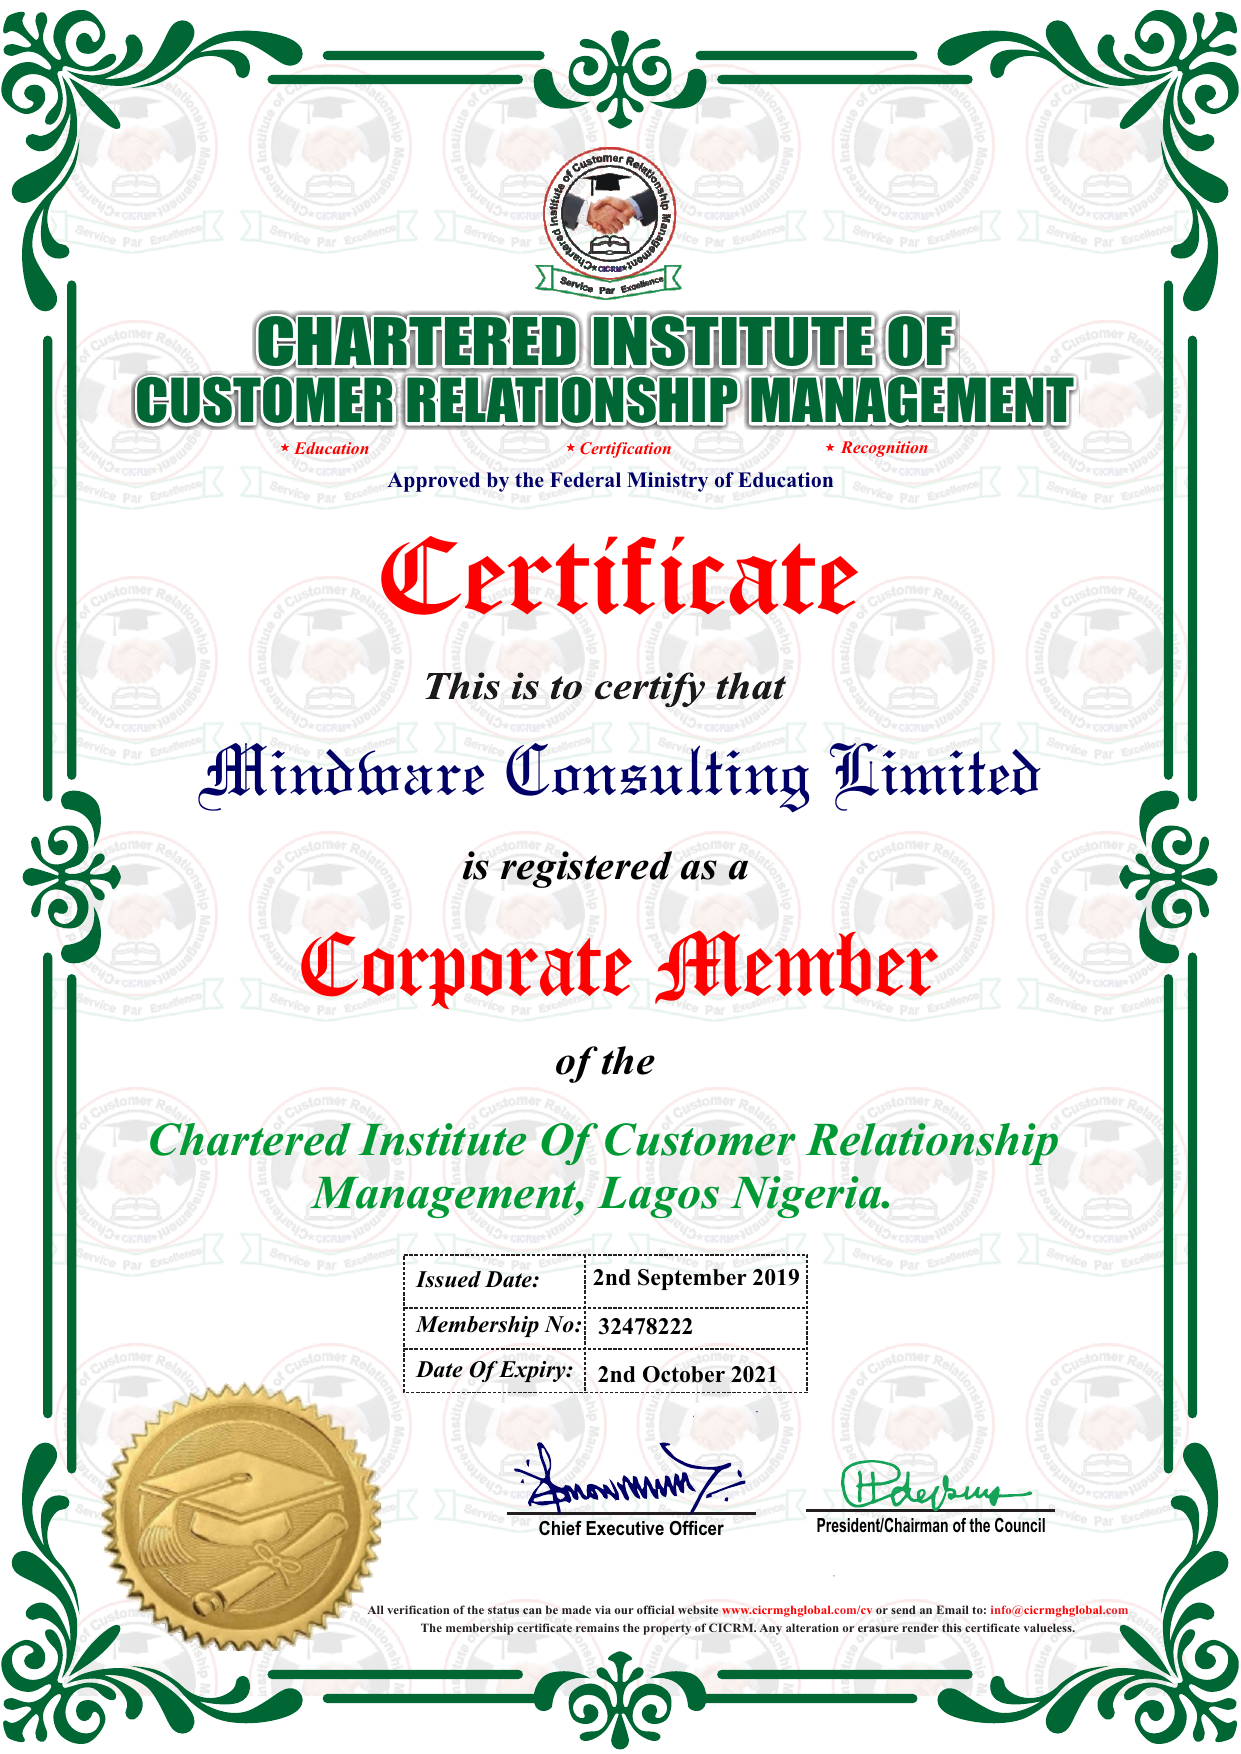 Chartered Institute of Customer Relationship Management
CICRM
Service Par Excellence
CHARTERED INSTITUTE OF
CUSTOMER RELATIONSHIP MANAGEMENT
★ Education ★ Certification ★ Recognition
Approved by the Federal Ministry of Education
Certificate
This is to certify that
Mindware Consulting Limited
is registered as a
Corporate Member
of the
Chartered Institute Of Customer Relationship
Management, Lagos Nigeria.
Issued Date: 2nd September 2019
Membership No: 32478222
Date Of Expiry: 2nd October 2021
Chief Executive Officer
President/Chairman of the Council
All verification of the status can be made via our official website www.cicrmghglobal.com/cv or send an Email to: info@cicrmghglobal.com
The membership certificate remains the property of CICRM. Any alteration or erasure render this certificate valueless.